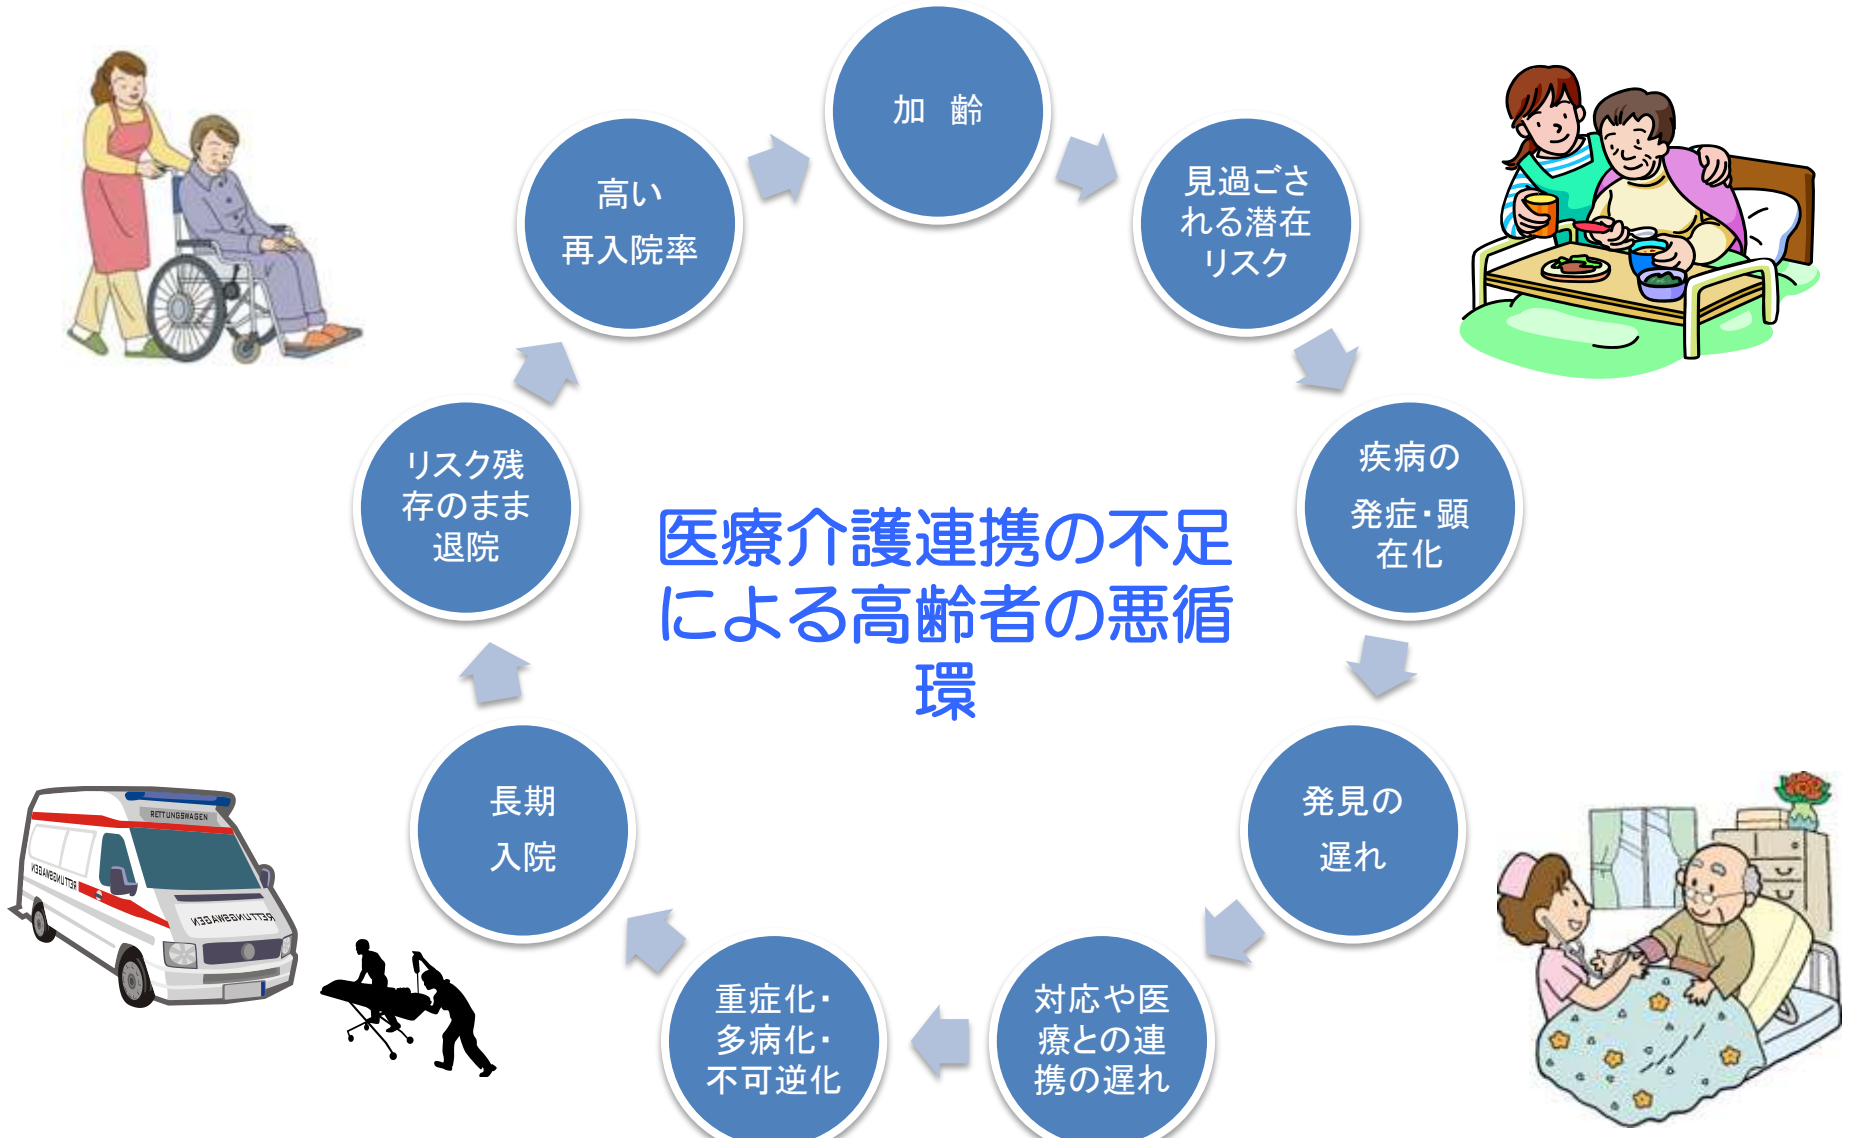 加　齢
見過ごさ
れる潜在
リスク
疾病の
発症・顕
在化
発見の
遅れ
対応や医
療との連
携の遅れ
重症化・
多病化・
不可逆化
長期
入院
リスク残
存のまま
退院
高い
再入院率
医療介護連携の不足
による高齢者の悪循
環
RETTUNGSWAGEN
RETTUNGSWAGEN
RETTUNGSWAGEN